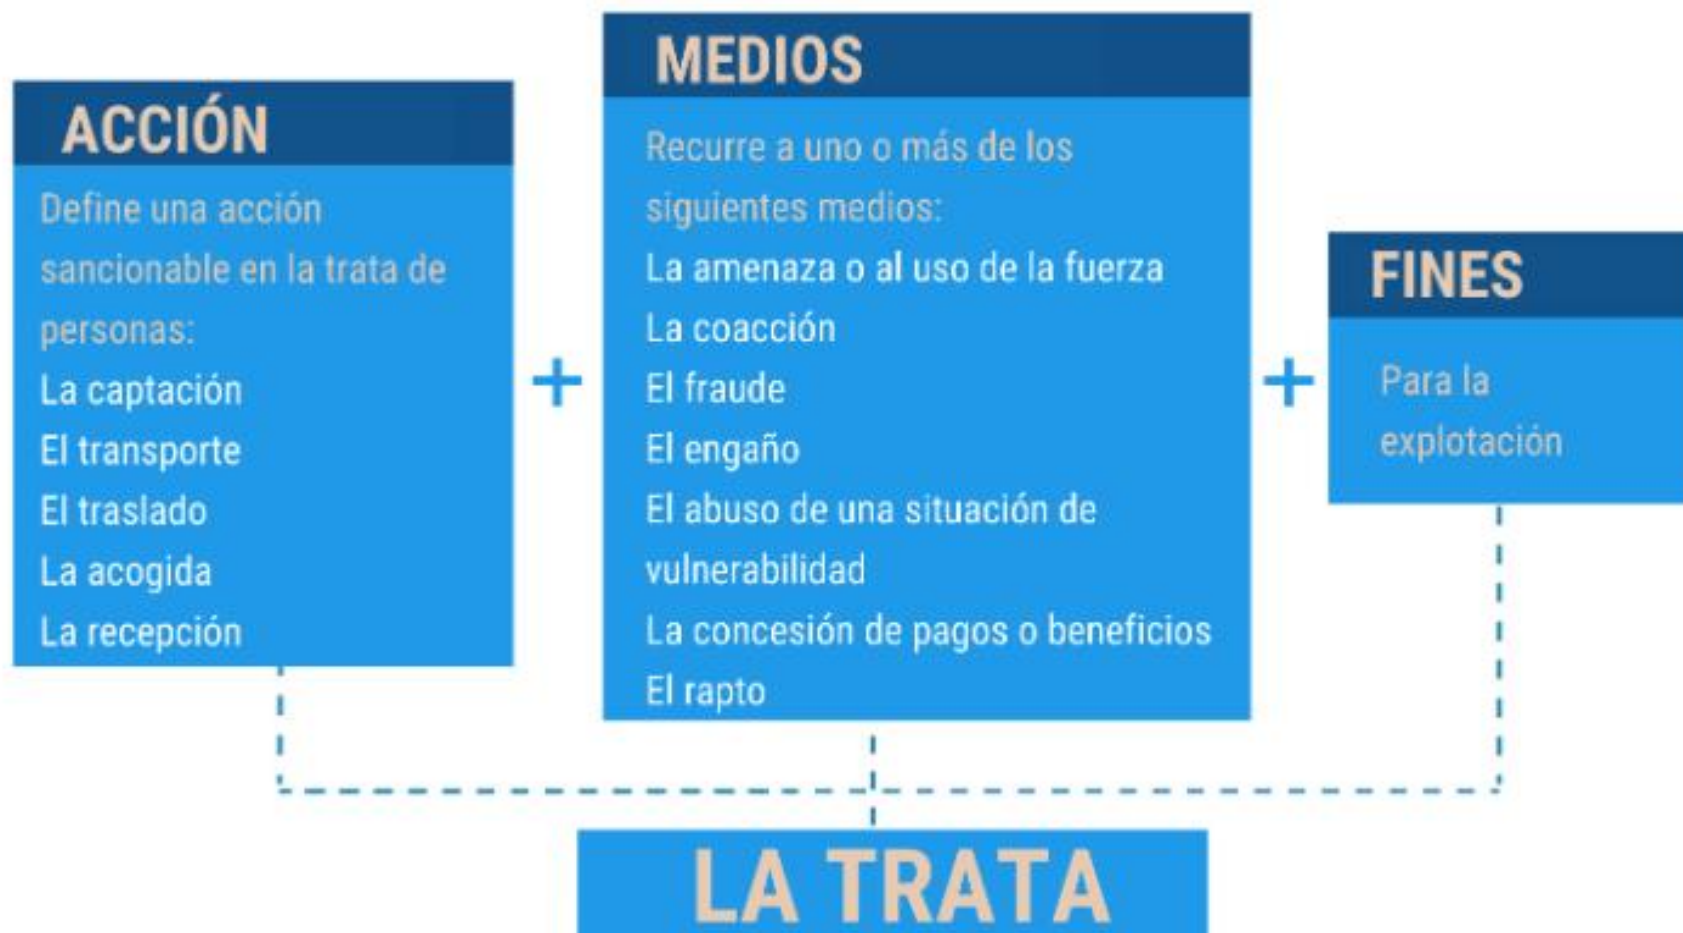 ACCIÓN
Define una acción
sancionable en la trata de
personas:
La captación
El transporte
El traslado
La acogida
La recepción
+
MEDIOS
Recurre a uno o más de los
siguientes medios:
La amenaza o al uso de la fuerza
La coacción
El fraude
El engaño
El abuso de una situación de
vulnerabilidad
La concesión de pagos o beneficios
El rapto
+
FINES
Para la
explotación
LA TRATA